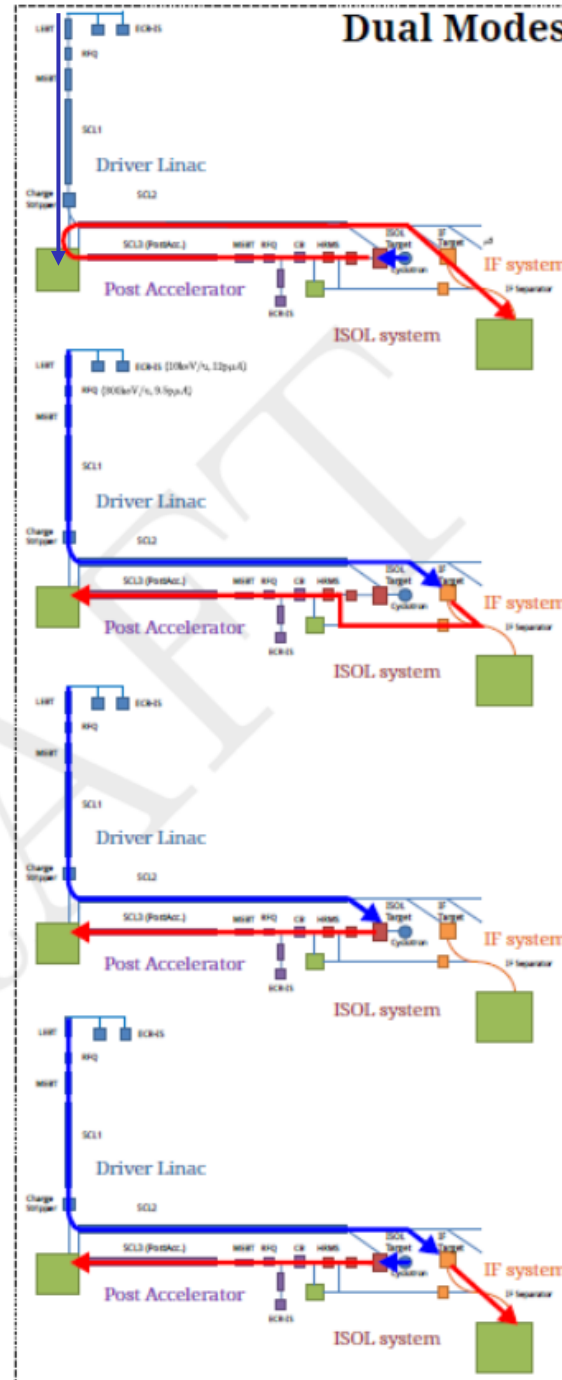 Dual Modes
LEBT
ECR-IS
RFQ
MEBT
SCL1
Driver Linac
Charge
Stripper
SCL2
ISOL
Target
IF
Target
SCL3 (PostAcc.)
MEBT RFQ CB HRMS
Cyclotron
IF system
IF Separator
Post Accelerator
ECR-IS
ISOL system
LEBT
ECR-IS (10keV/u, 12pμA)
RFQ (300keV/u, 9.5pμA)
MEBT
SCL1
Driver Linac
Charge
Stripper
SCL2
ISOL
Target
IF
Target
SCL3 (PostAcc.)
MEBT RFQ CB HRMS
Cyclotron
IF system
IF Separator
Post Accelerator
ECR-IS
ISOL system
LEBT
ECR-IS
RFQ
MEBT
SCL1
Driver Linac
Charge
Stripper
SCL2
ISOL
Target
IF
Target
SCL3 (PostAcc.)
MEBT RFQ CB HRMS
Cyclotron
IF system
IF Separator
Post Accelerator
ECR-IS
ISOL system
LEBT
ECR-IS
RFQ
MEBT
SCL1
Driver Linac
Charge
Stripper
SCL2
ISOL
Target
IF
Target
SCL3 (PostAcc.)
MEBT RFQ CB HRMS
Cyclotron
IF system
IF Separator
Post Accelerator
ECR-IS
ISOL system